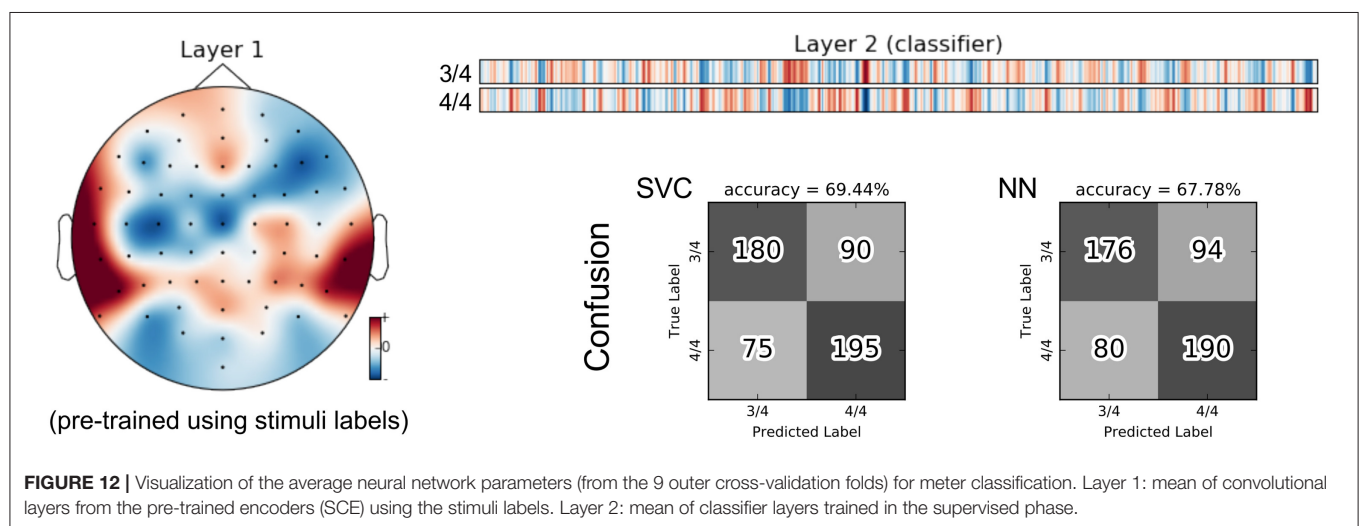 Layer 1
Layer 2 (classifier)
3/4
4/4
+
0
-
(pre-trained using stimuli labels)
Confusion
SVC
accuracy = 69.44%
True Label
3/4
4/4
180 90
75 195
3/4 4/4
Predicted Label
NN
accuracy = 67.78%
True Label
3/4
4/4
176 94
80 190
3/4 4/4
Predicted Label
FIGURE 12 | Visualization of the average neural network parameters (from the 9 outer cross-validation folds) for meter classification. Layer 1: mean of convolutional
layers from the pre-trained encoders (SCE) using the stimuli labels. Layer 2: mean of classifier layers trained in the supervised phase.